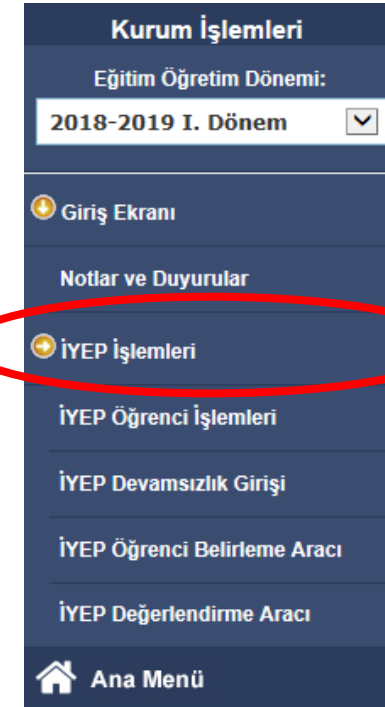 Kurum İşlemleri
Eğitim Öğretim Dönemi:
2018-2019 I. Dönem
Giriş Ekranı
Notlar ve Duyurular
İYEP İşlemleri
İYEP Öğrenci İşlemleri
İYEP Devamsızlık Girişi
İYEP Öğrenci Belirleme Aracı
İYEP Değerlendirme Aracı
Ana Menü